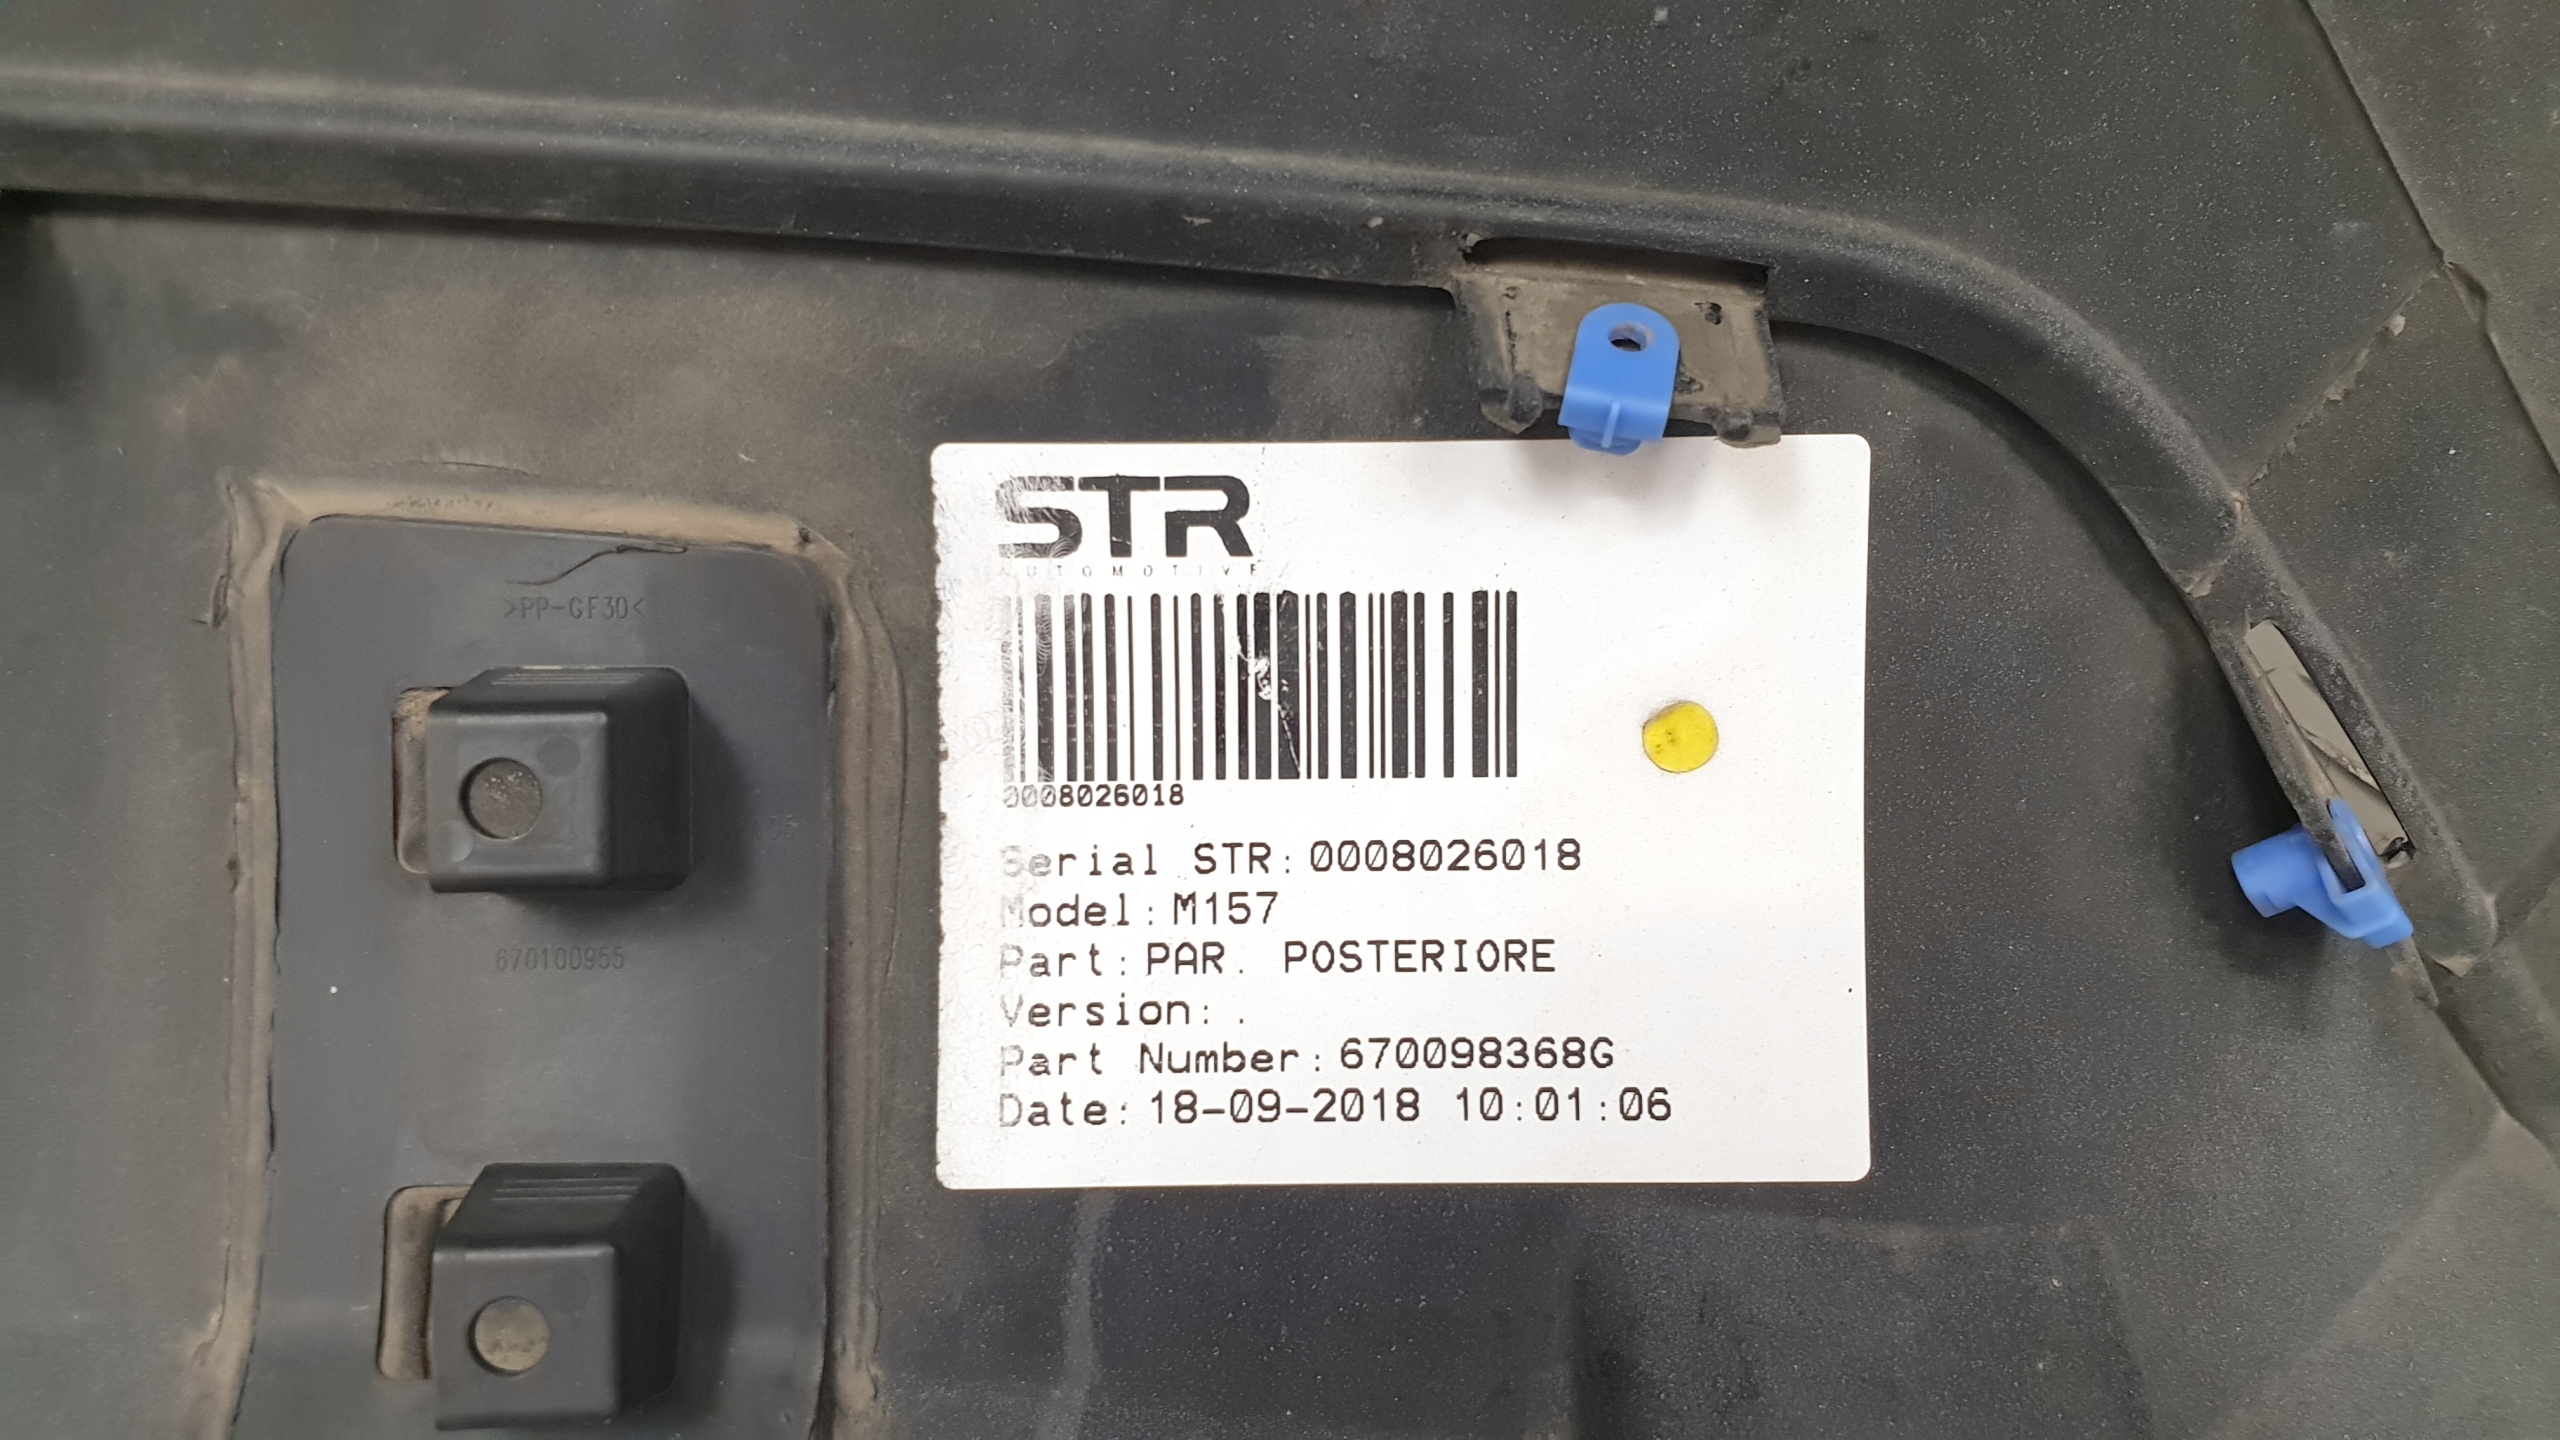 STR
AUTOMOTIVE
>PP-GF30<
0008026018
Serial STR: 0008026018
Model: M157
670100955
Part: PAR. POSTERIORE
Version: .
Part Number: 670098368G
Date: 18-09-2018 10:01:06